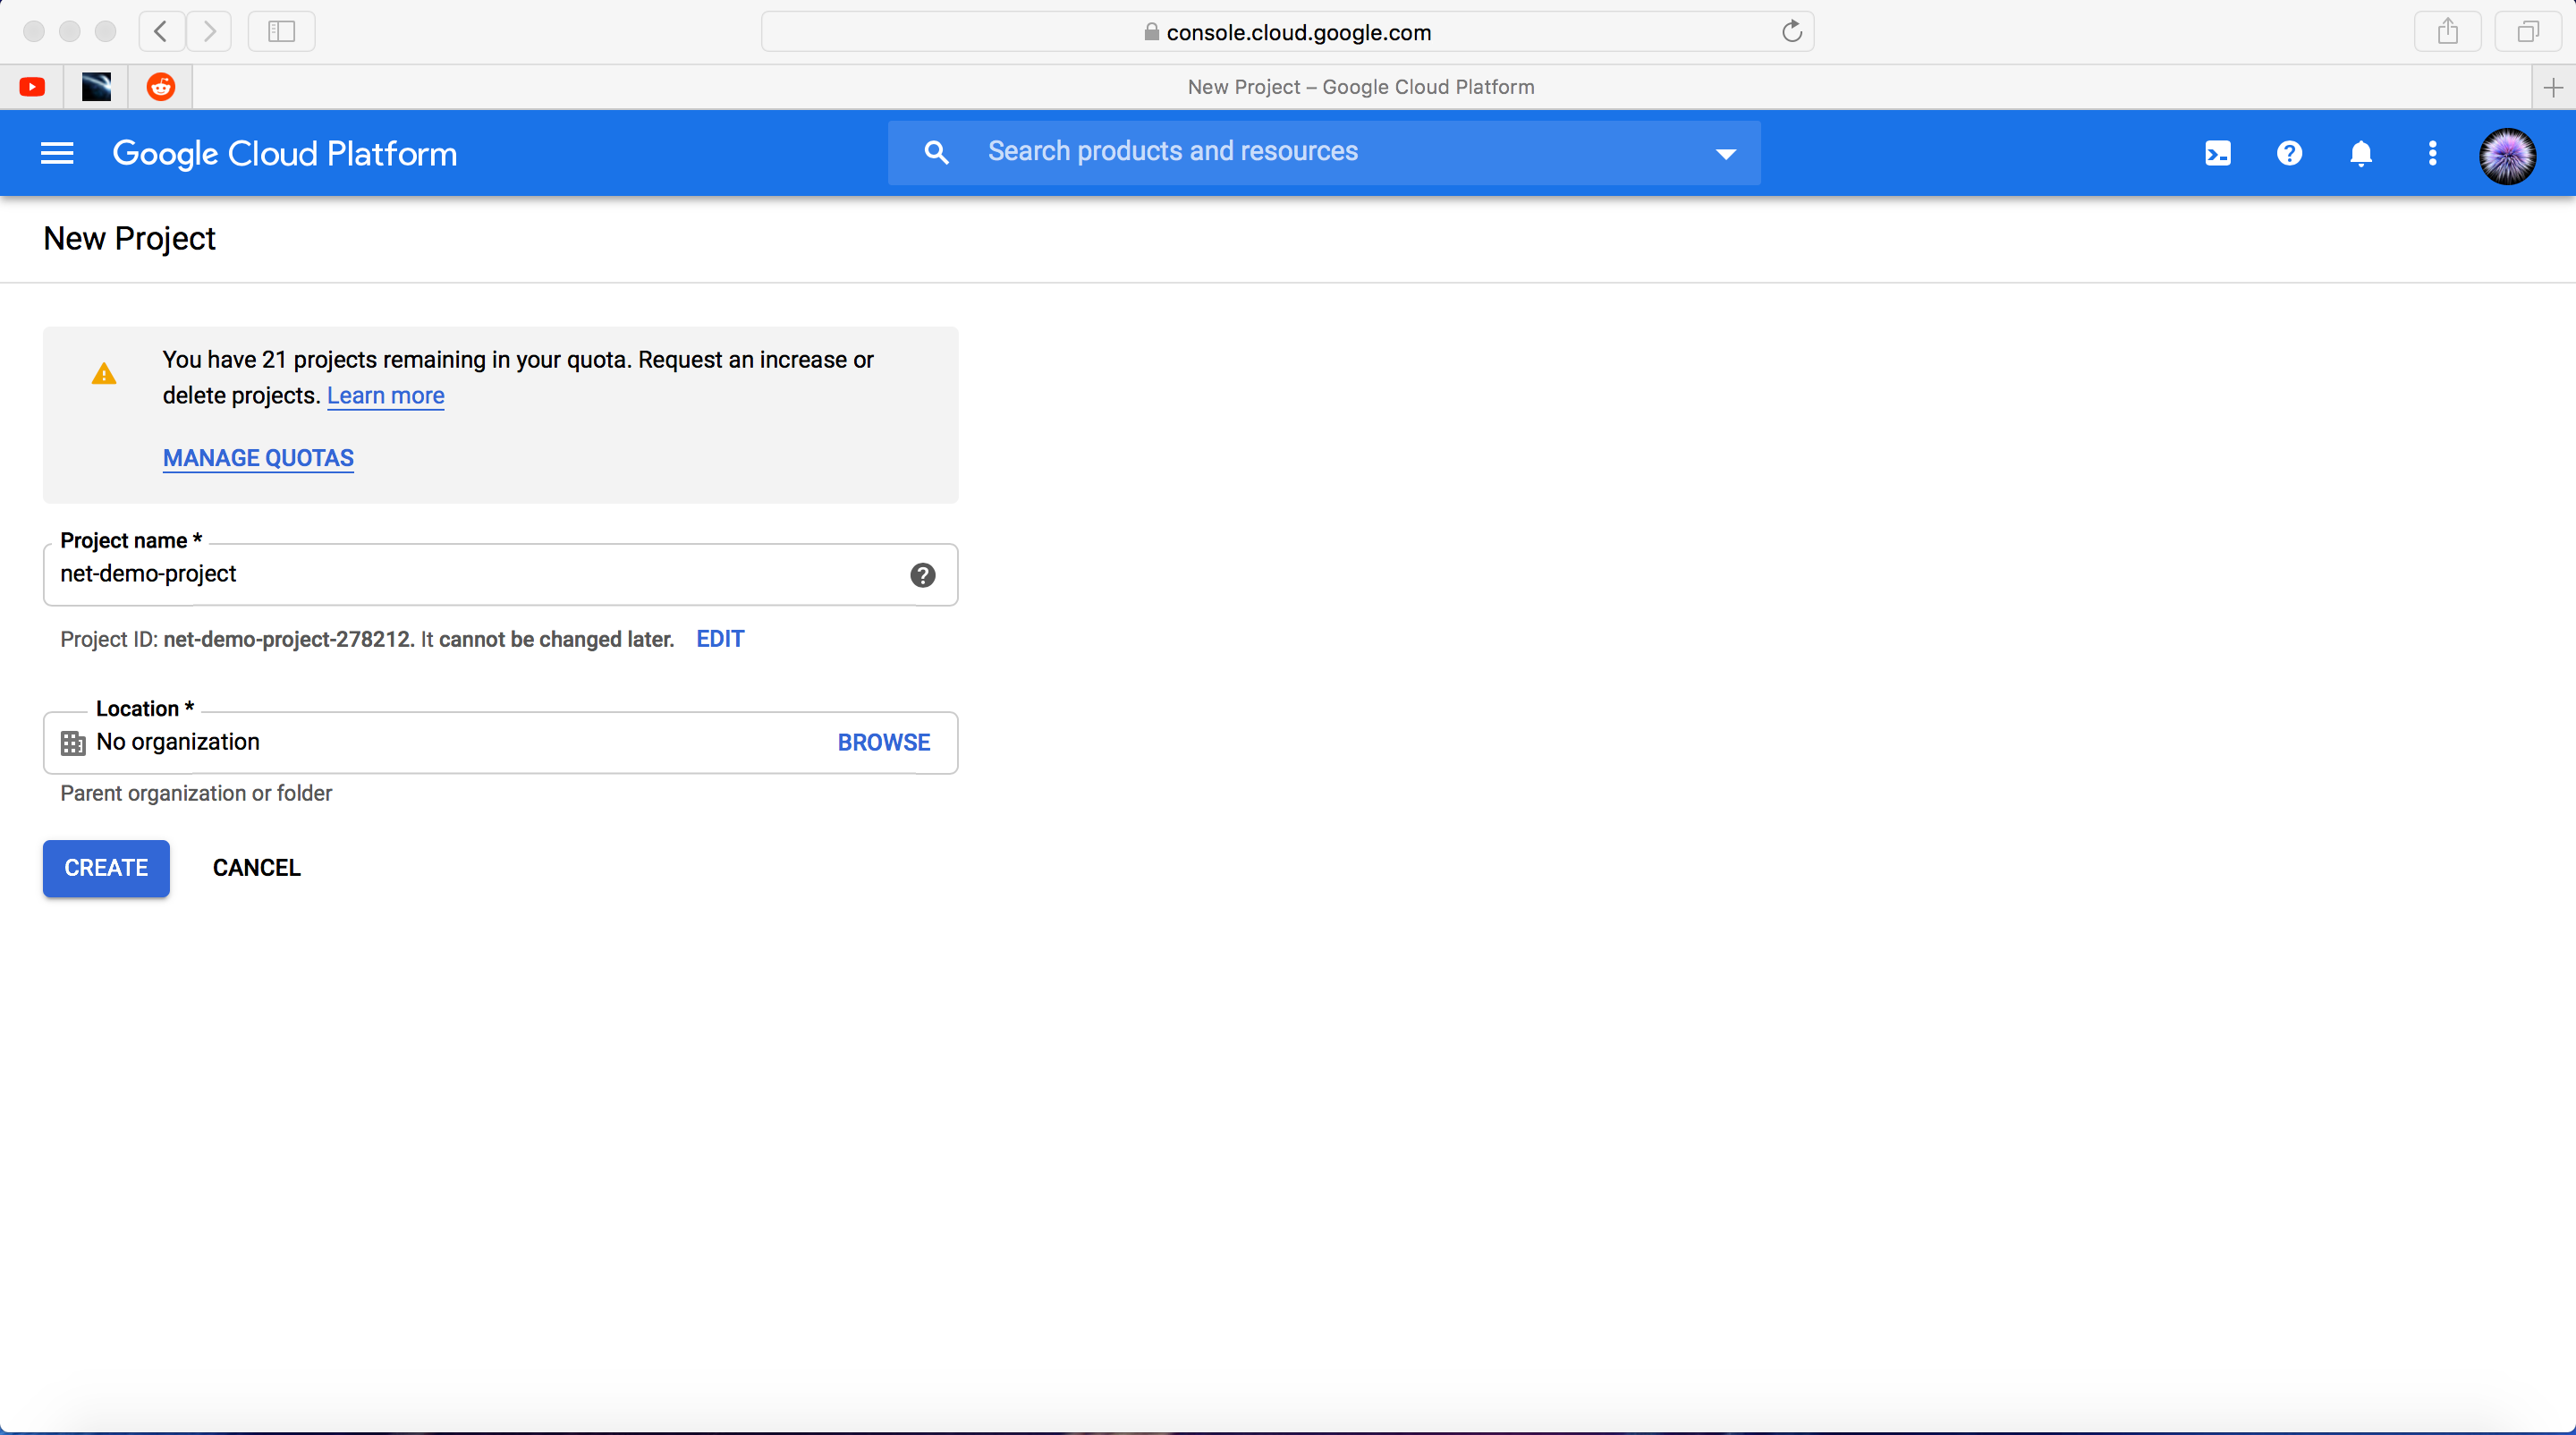 console.cloud.google.com
New Project – Google Cloud Platform
Google Cloud Platform
Search products and resources
New Project
You have 21 projects remaining in your quota. Request an increase or
delete projects. Learn more
MANAGE QUOTAS
Project name *
net-demo-project
Project ID: net-demo-project-278212. It cannot be changed later. EDIT
Location *
No organization
BROWSE
Parent organization or folder
CREATE
CANCEL